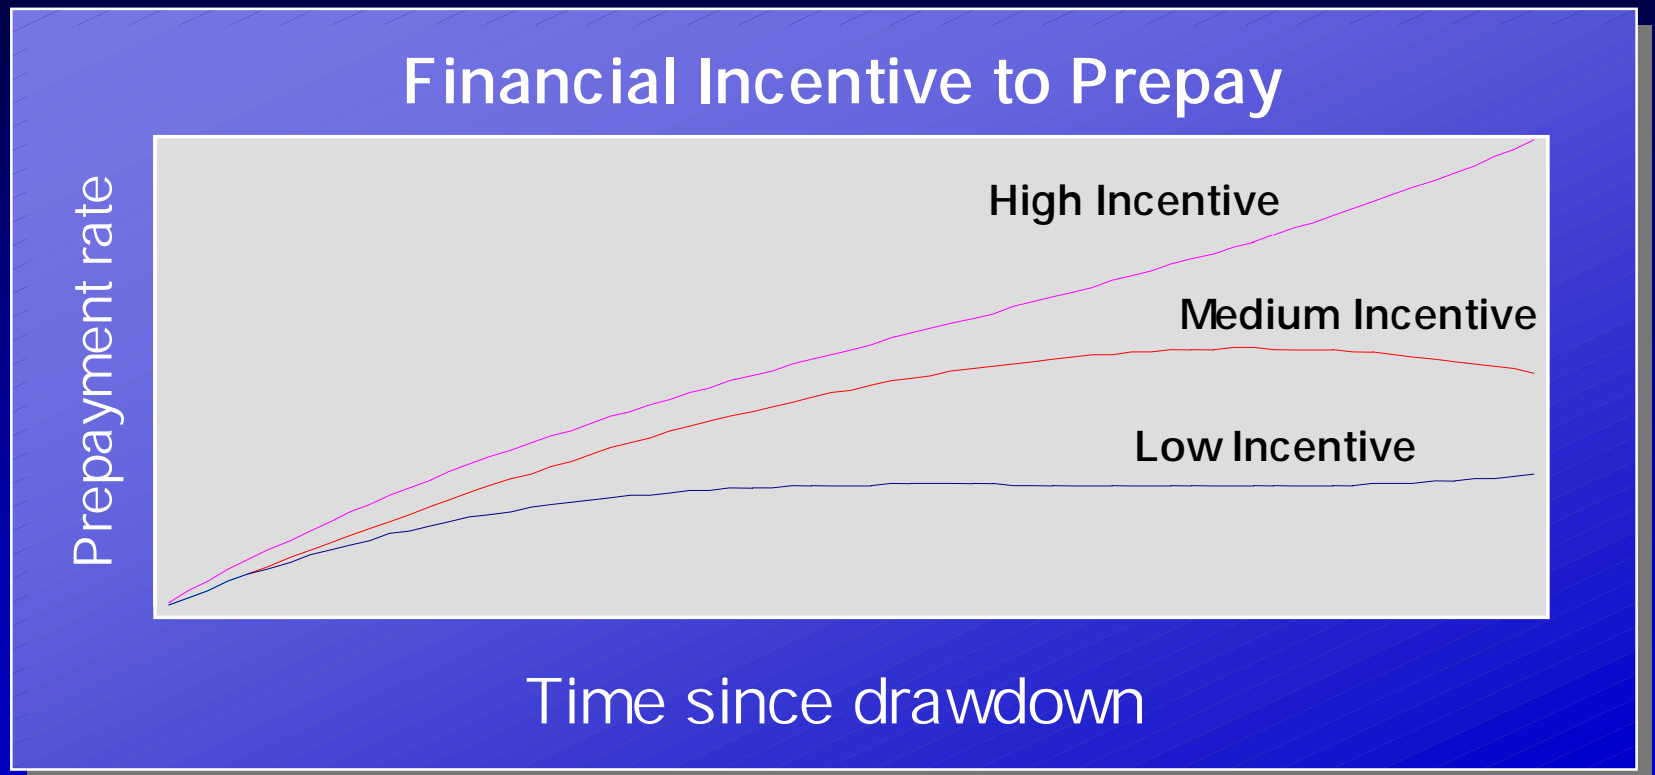 Financial Incentive to Prepay
Prepayment rate
High Incentive
Medium Incentive
Low Incentive
Time since drawdown